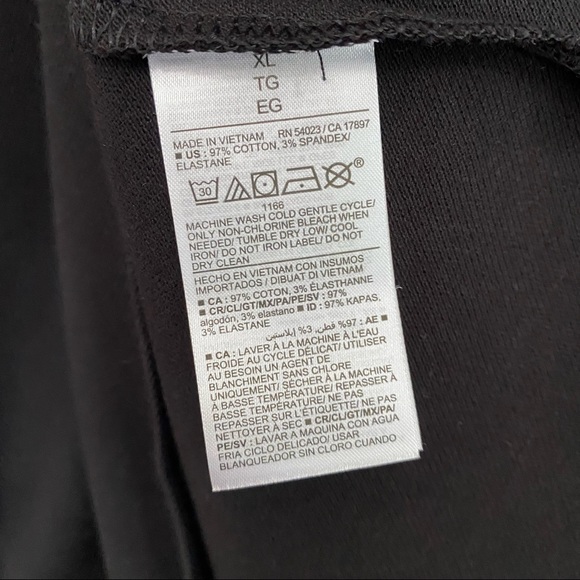 XL
TG
EG
MADE IN VIETNAM RN 54023 / CA 17897
■ US : 97% COTTON, 3% SPANDEX/
ELASTANE
30 ®
1166
MACHINE WASH COLD GENTLE CYCLE/
ONLY NON-CHLORINE BLEACH WHEN
NEEDED/ TUMBLE DRY LOW/ COOL
IRON/ DO NOT IRON LABEL/ DO NOT
DRY CLEAN
HECHO EN VIETNAM CON INSUMOS
IMPORTADOS / DIBUAT DI VIETNAM
■ CA : 97% COTON, 3% ÉLASTHANNE
■ CR/CL/GT/MX/PA/PE/SV : 97%
algodón, 3% elastano ■ ID : 97% KAPAS,
3% ELASTANE
■ AE : 97% قطن, 3% إيلاستين
■ CA : LAVER À LA MACHINE À L'EAU
FROIDE AU CYCLE DÉLICAT/ UTILISER
AU BESOIN UN AGENT DE
BLANCHIMENT SANS CHLORE
UNIQUEMENT/ SÉCHER À LA MACHINE
À BASSE TEMPÉRATURE/ REPASSER À
BASSE TEMPÉRATURE/ NE PAS
REPASSER SUR L'ÉTIQUETTE/ NE PAS
NETTOYER À SEC ■ CR/CL/GT/MX/PA/
PE/SV : LAVAR A MAQUINA CON AGUA
FRIA CICLO DELICADO/ USAR
BLANQUEADOR SIN CLORO CUANDO